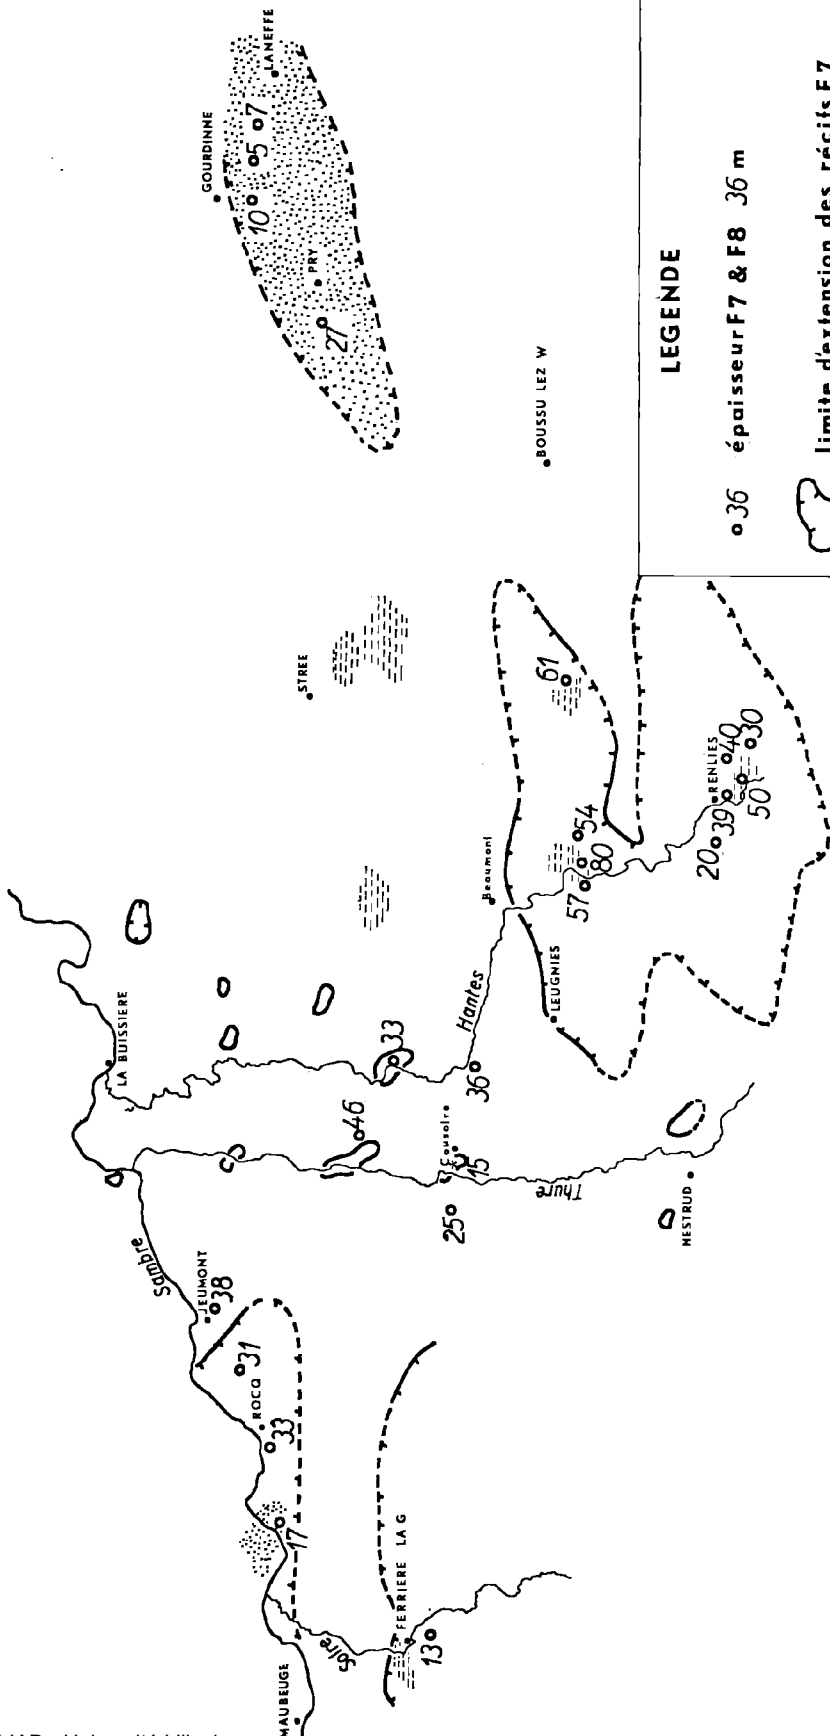 LANEFFE
GOURDINNE
7
5
10
PRY
27
BOUSSU LEZ W
STREE
61
Beaumont
54
80
57
RENLIES
40
30
39
50
20
LEUGNIES
Hantes
LA BUISSIERE
33
36
46
Cousolre
15
25
Thure
HESTRUD
Sambre
JEUMONT
38
31
ROCQ
33
17
FERRIERE LA G
13
Solre
MAUBEUGE
LEGENDE
36 épaisseur F7 & F8 36 m
limite d'extension des récifs F7